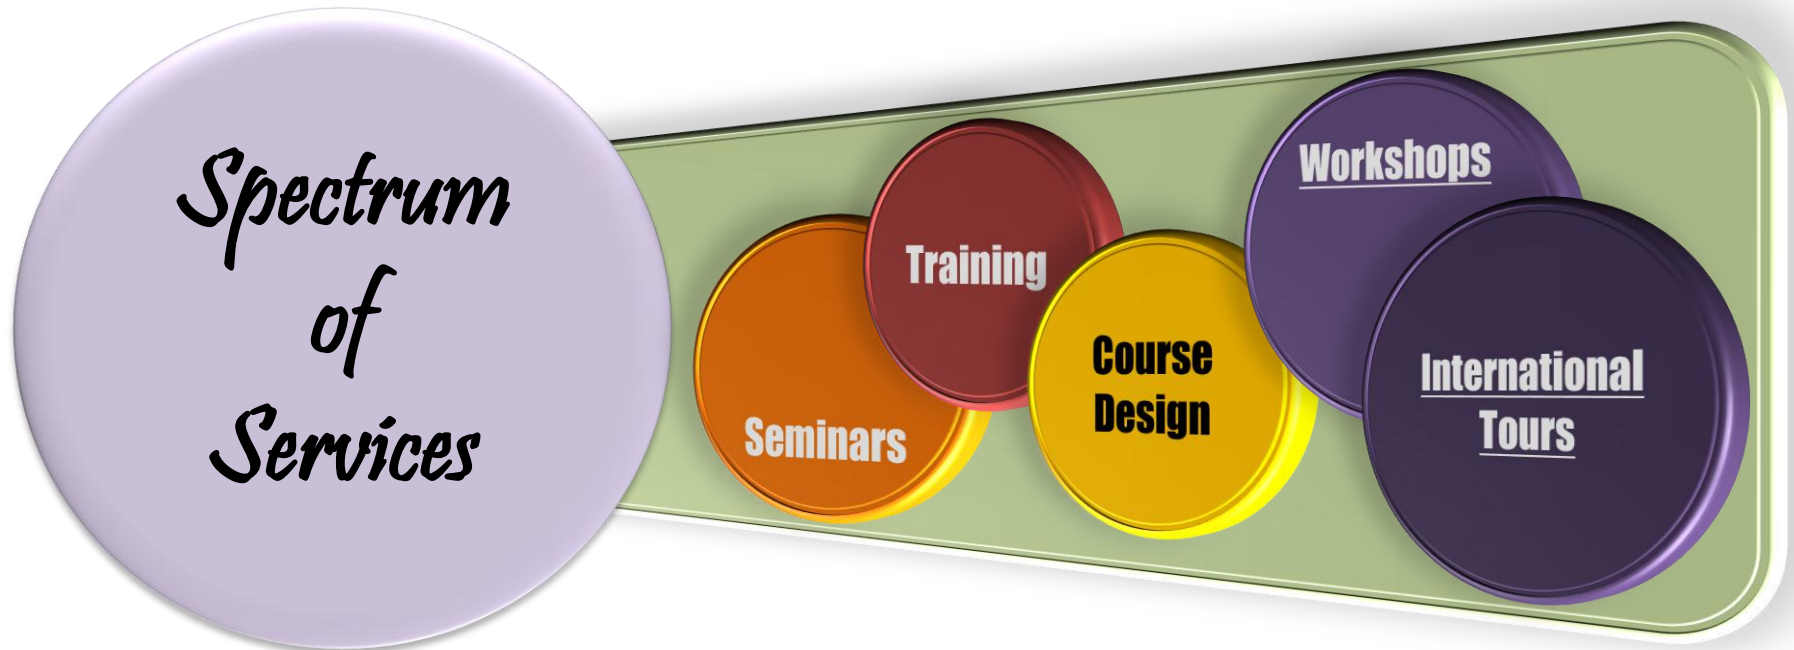 Spectrum
of
Services
Seminars
Training
Course
Design
Workshops
International
Tours